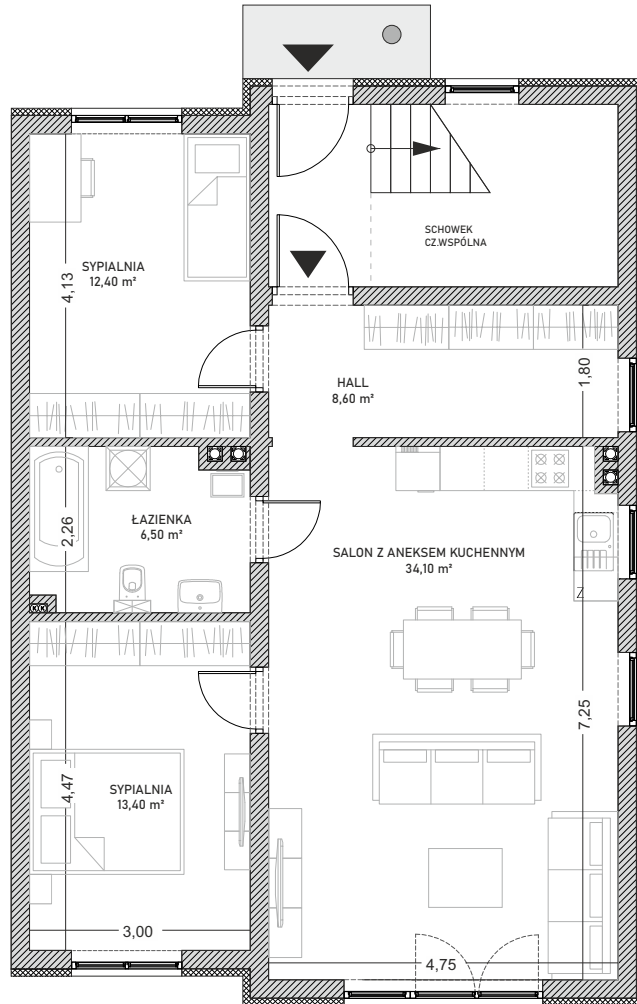 SCHOWEK
CZ.WSPÓLNA
SYPIALNIA
12,40 m²
4,13
HALL
8,60 m²
1,80
ŁAZIENKA
6,50 m²
2,26
SALON Z ANEKSEM KUCHENNYM
34,10 m²
Z
7,25
SYPIALNIA
13,40 m²
4,47
3,00
4,75